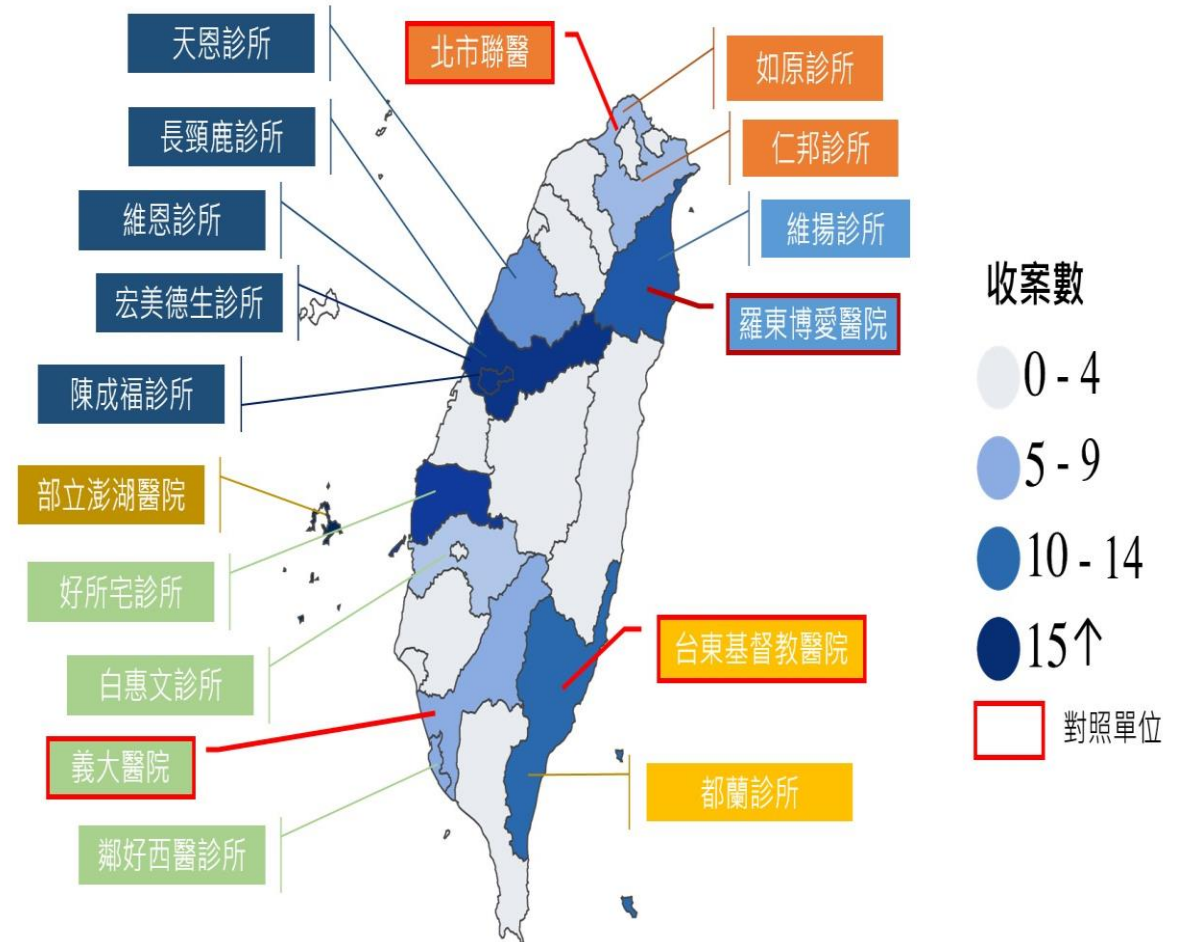 天恩診所
北市聯醫
如原診所
長頸鹿診所
仁邦診所
維恩診所
維揚診所
宏美德生診所
羅東博愛醫院
陳成福診所
部立澎湖醫院
好所宅診所
白惠文診所
台東基督教醫院
義大醫院
都蘭診所
鄰好西醫診所
收案數
0 - 4
5 - 9
10 - 14
15↑
對照單位